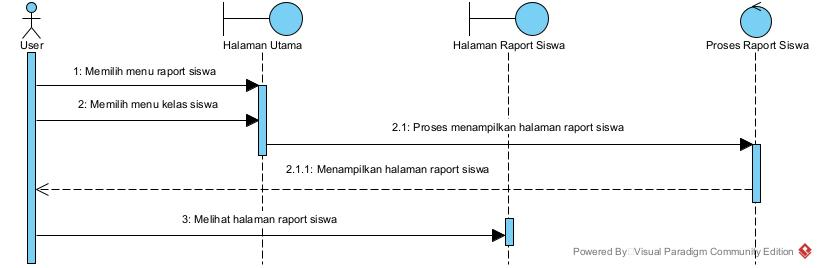 User
Halaman Utama
Halaman Raport Siswa
Proses Raport Siswa
1: Memilih menu raport siswa
2: Memilih menu kelas siswa
2.1: Proses menampilkan halaman raport siswa
2.1.1: Menampilkan halaman raport siswa
3: Melihat halaman raport siswa
Powered By Visual Paradigm Community Edition